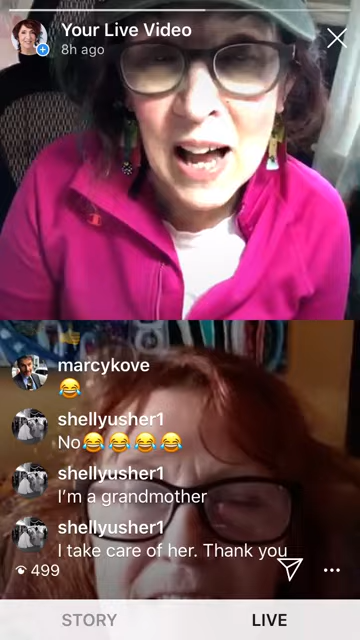 Your Live Video
8h ago
marcykove
😂
shellyusher1
No😂😂😂😂
shellyusher1
I'm a grandmother
shellyusher1
I take care of her. Thank you
499
STORY
LIVE